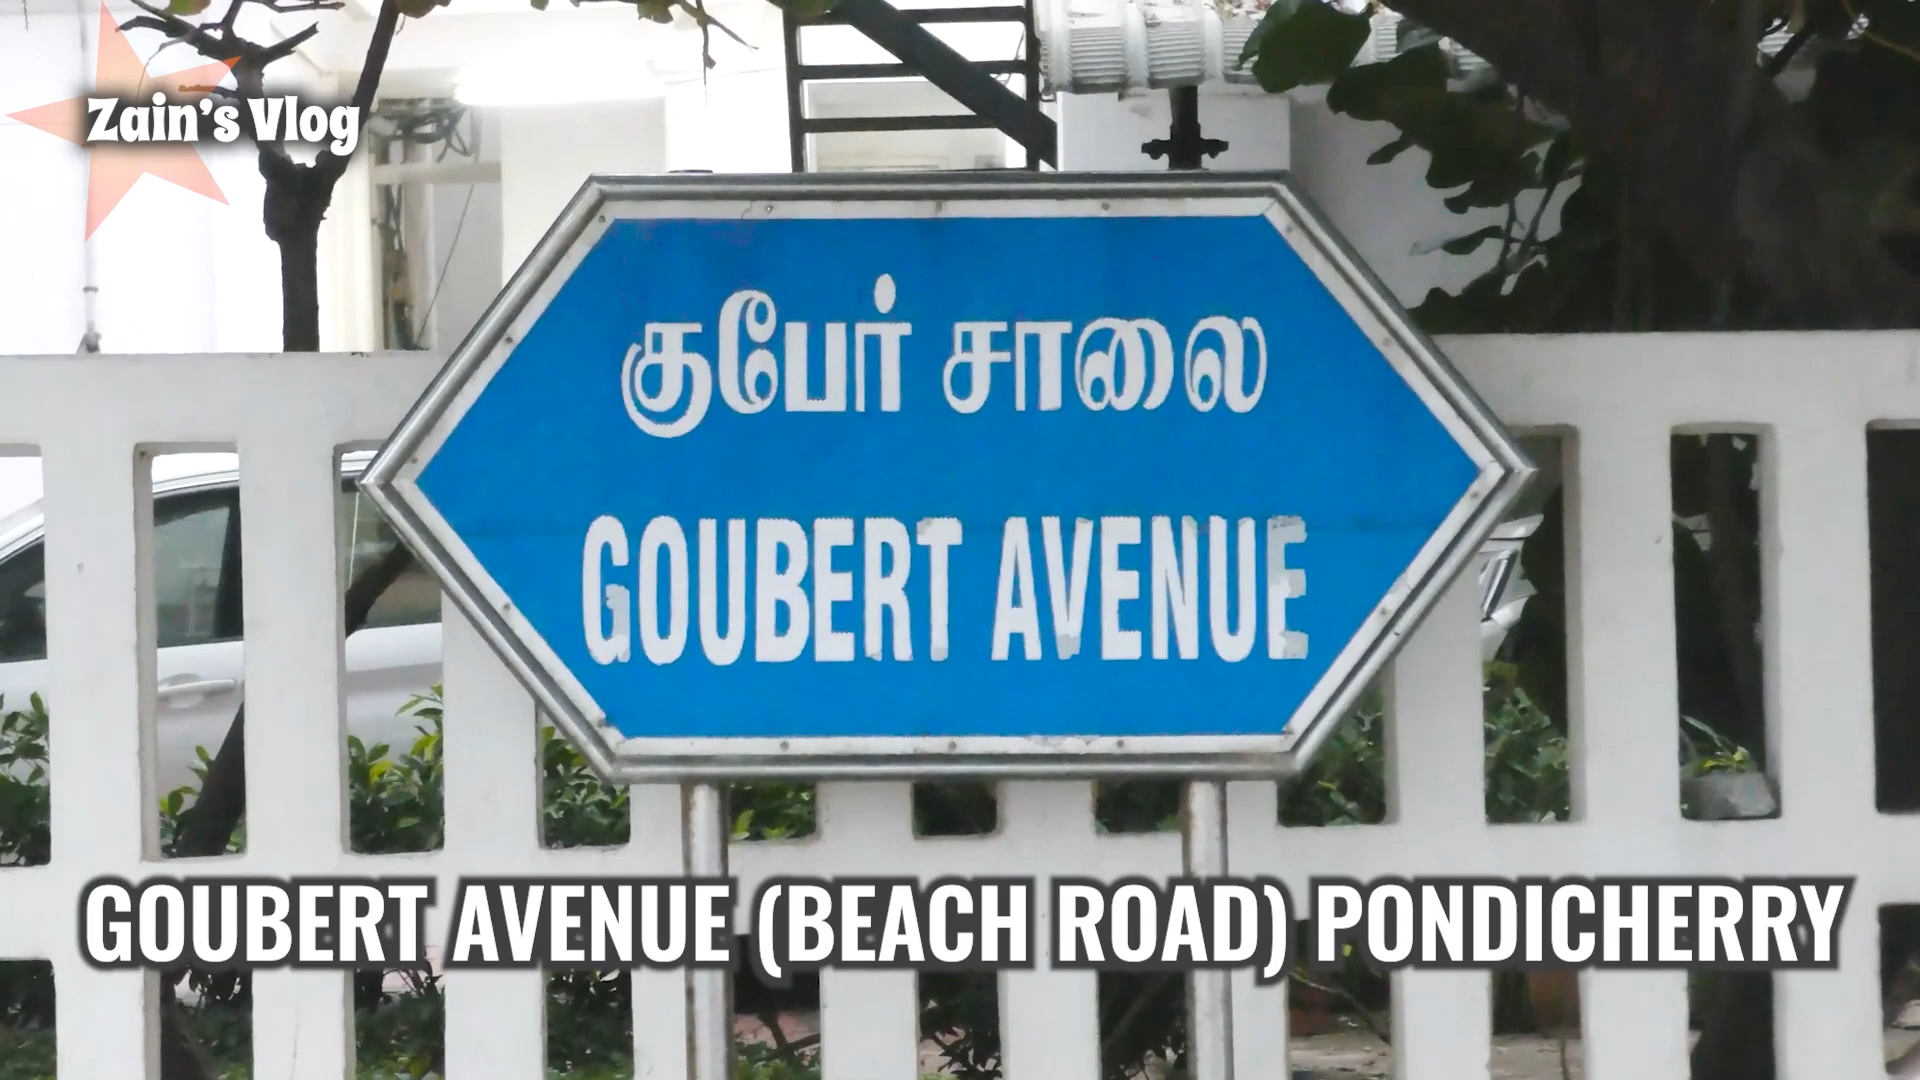 Zain's Vlog
குபேர் சாலை
GOUBERT AVENUE
GOUBERT AVENUE (BEACH ROAD) PONDICHERRY